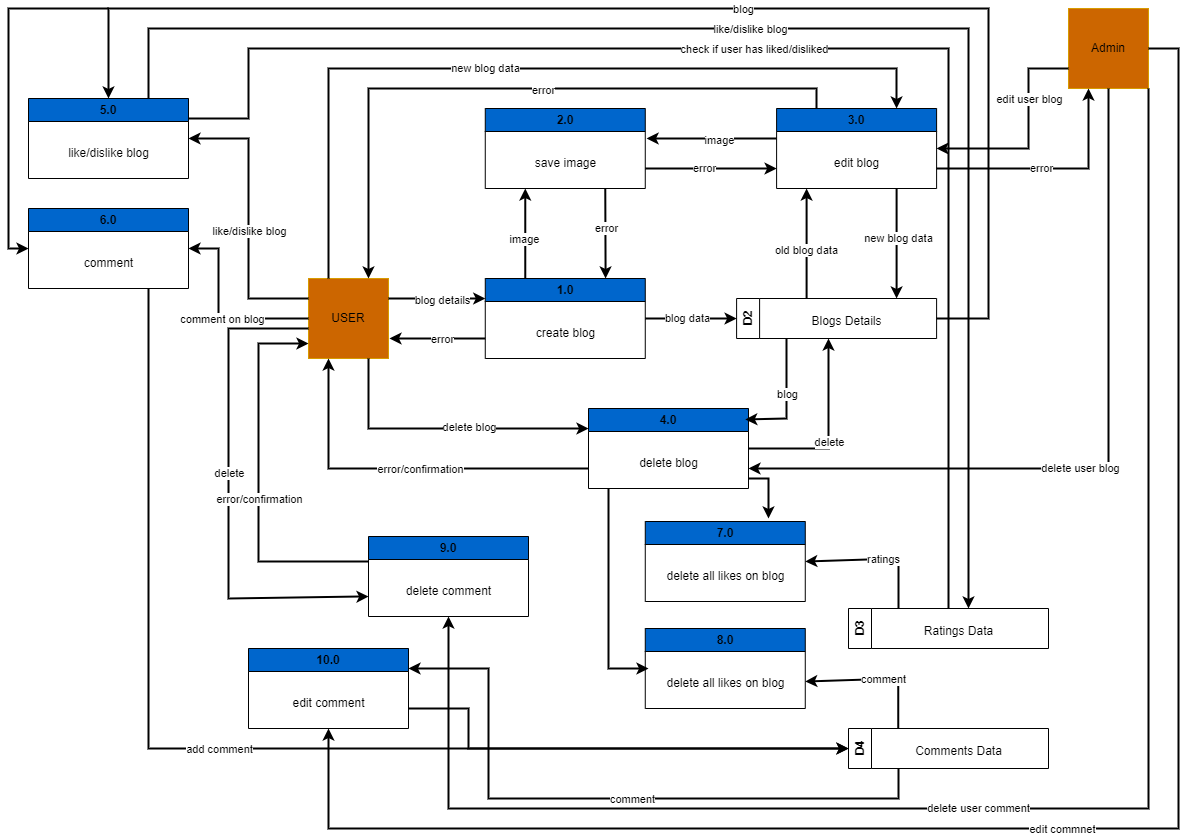 blog
like/dislike blog
check if user has liked/disliked
Admin
new blog data
error
edit user blog
5.0
like/dislike blog
2.0
save image
image
error
3.0
edit blog
error
6.0
comment
like/dislike blog
image
error
old blog data
new blog data
comment on blog
USER
blog details
error
1.0
create blog
blog data
D2
Blogs Details
blog
delete blog
4.0
delete blog
delete
error/confirmation
delete user blog
delete
error/confirmation
9.0
delete comment
7.0
delete all likes on blog
ratings
D3
Ratings Data
10.0
edit comment
8.0
delete all likes on blog
comment
add comment
D4
Comments Data
comment
delete user comment
edit commnet